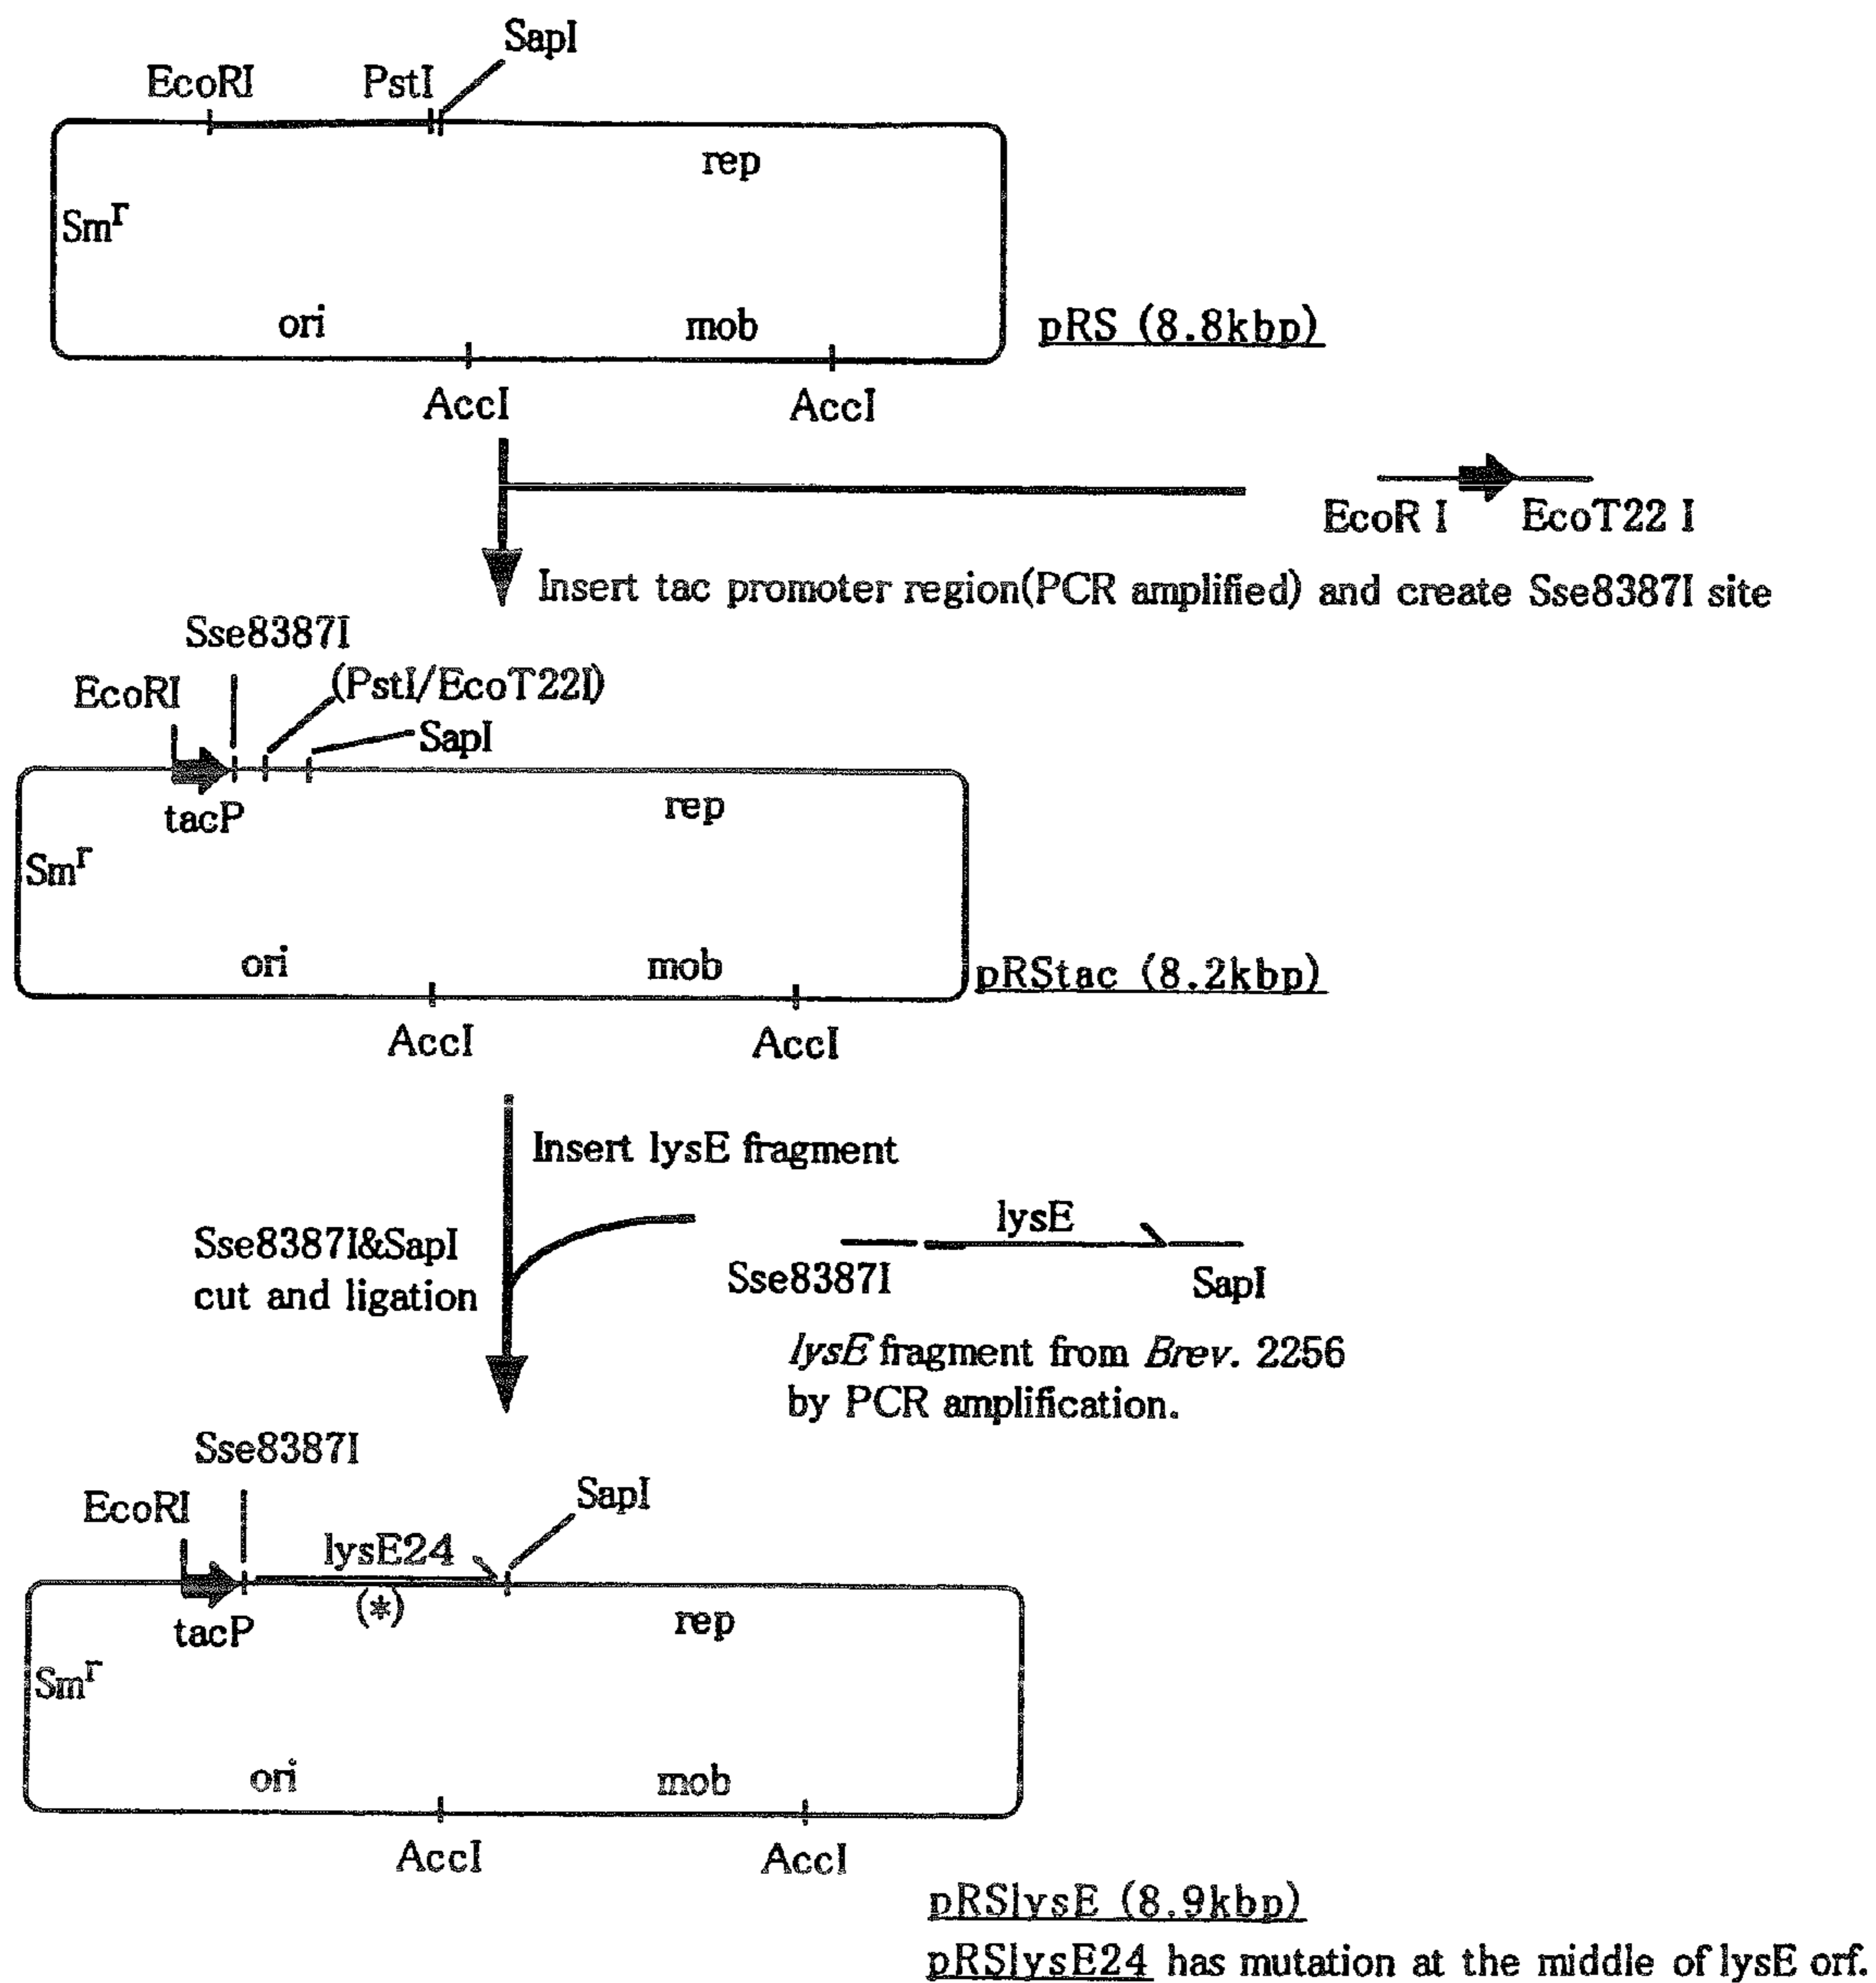 SapI
EcoRI PstI
rep
Smʳ
ori mob
pRS (8.8kbp)
AccI AccI
EcoR I EcoT22 I
Insert tac promoter region(PCR amplified) and create Sse8387I site
Sse8387I
(PstI/EcoT22I)
EcoRI
SapI
tacP rep
Smʳ
ori mob
pRStac (8.2kbp)
AccI AccI
Insert lysE fragment
lysE
Sse8387I&SapI
cut and ligation
Sse8387I SapI
lysE fragment from Brev. 2256
by PCR amplification.
Sse8387I
SapI
EcoRI
lysE24
(*)
tacP rep
Smʳ
ori mob
AccI AccI
pRSlysE (8.9kbp)
pRSlysE24 has mutation at the middle of lysE orf.